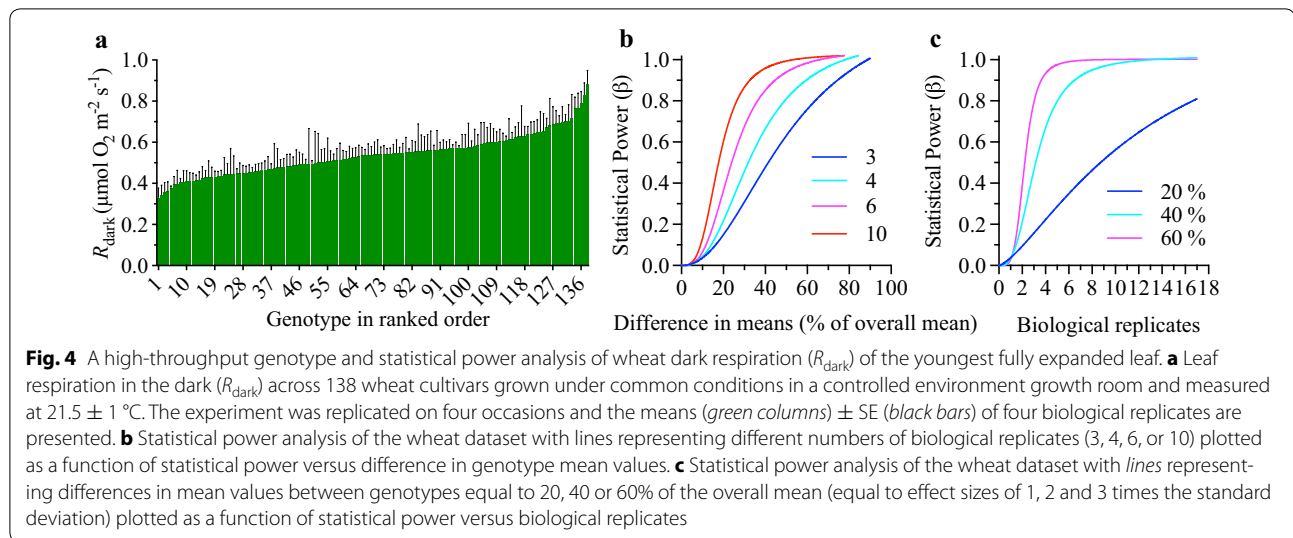 a
b
c
R_dark (µmol O₂ m⁻² s⁻¹)
1.0
0.8
0.6
0.4
0.2
0.0
1 10 19 28 37 46 55 64 73 82 91 100 109 118 127 136
Genotype in ranked order
Statistical Power (β)
1.0
0.8
0.6
0.4
0.2
0.0
3
4
6
10
0 20 40 60 80 100
Difference in means (% of overall mean)
Statistical Power (β)
1.0
0.8
0.6
0.4
0.2
0.0
20 %
40 %
60 %
0 2 4 6 8 10 12 14 16 18
Biological replicates
Fig. 4 A high-throughput genotype and statistical power analysis of wheat dark respiration (R_dark) of the youngest fully expanded leaf. a Leaf
respiration in the dark (R_dark) across 138 wheat cultivars grown under common conditions in a controlled environment growth room and measured
at 21.5 ± 1 °C. The experiment was replicated on four occasions and the means (green columns) ± SE (black bars) of four biological replicates are
presented. b Statistical power analysis of the wheat dataset with lines representing different numbers of biological replicates (3, 4, 6, or 10) plotted
as a function of statistical power versus difference in genotype mean values. c Statistical power analysis of the wheat dataset with lines represent-
ing differences in mean values between genotypes equal to 20, 40 or 60% of the overall mean (equal to effect sizes of 1, 2 and 3 times the standard
deviation) plotted as a function of statistical power versus biological replicates